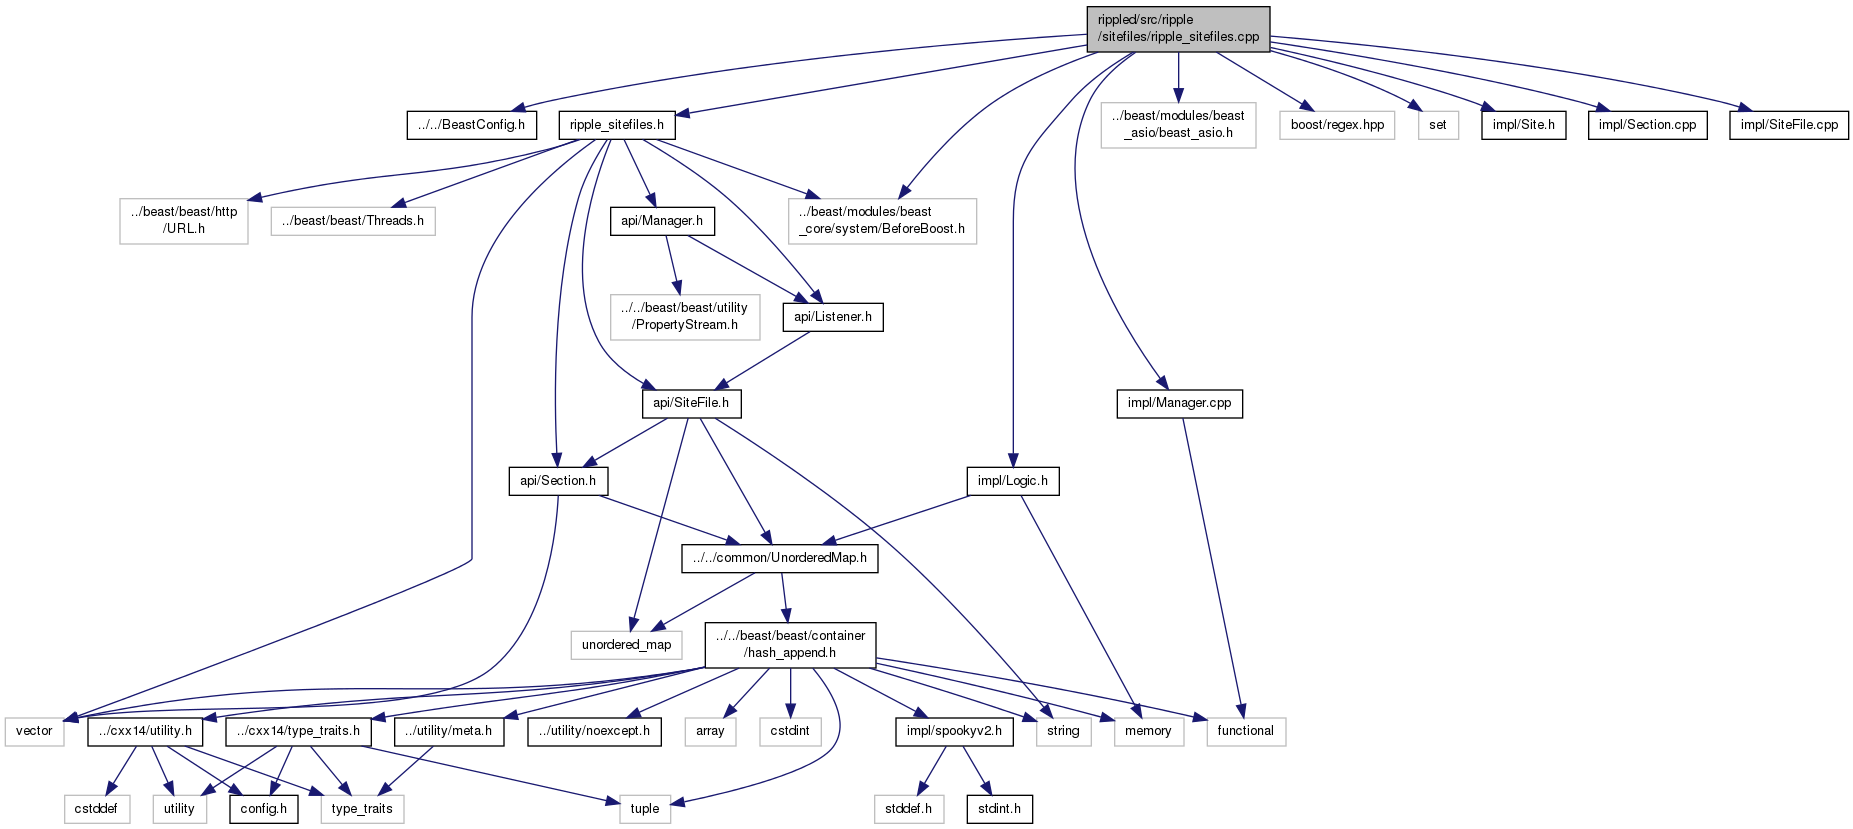 rippled/src/ripple
/sitefiles/ripple_sitefiles.cpp
../../BeastConfig.h
ripple_sitefiles.h
../beast/modules/beast
_asio/beast_asio.h
boost/regex.hpp
set
impl/Site.h
impl/Section.cpp
impl/SiteFile.cpp
../beast/beast/http
/URL.h
../beast/beast/Threads.h
api/Manager.h
../beast/modules/beast
_core/system/BeforeBoost.h
../../beast/beast/utility
/PropertyStream.h
api/Listener.h
api/SiteFile.h
impl/Manager.cpp
api/Section.h
impl/Logic.h
../../common/UnorderedMap.h
unordered_map
../../beast/beast/container
/hash_append.h
vector
../cxx14/utility.h
../cxx14/type_traits.h
../utility/meta.h
../utility/noexcept.h
array
cstdint
impl/spookyv2.h
string
memory
functional
cstddef
utility
config.h
type_traits
tuple
stddef.h
stdint.h